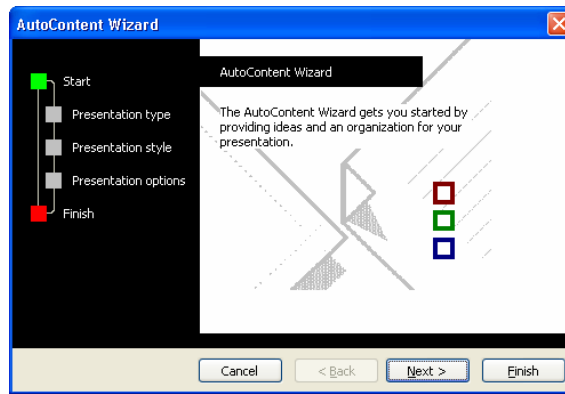 AutoContent Wizard
Start
Presentation type
Presentation style
Presentation options
Finish
AutoContent Wizard
The AutoContent Wizard gets you started by
providing ideas and an organization for your
presentation.
Cancel
< Back
Next >
Finish